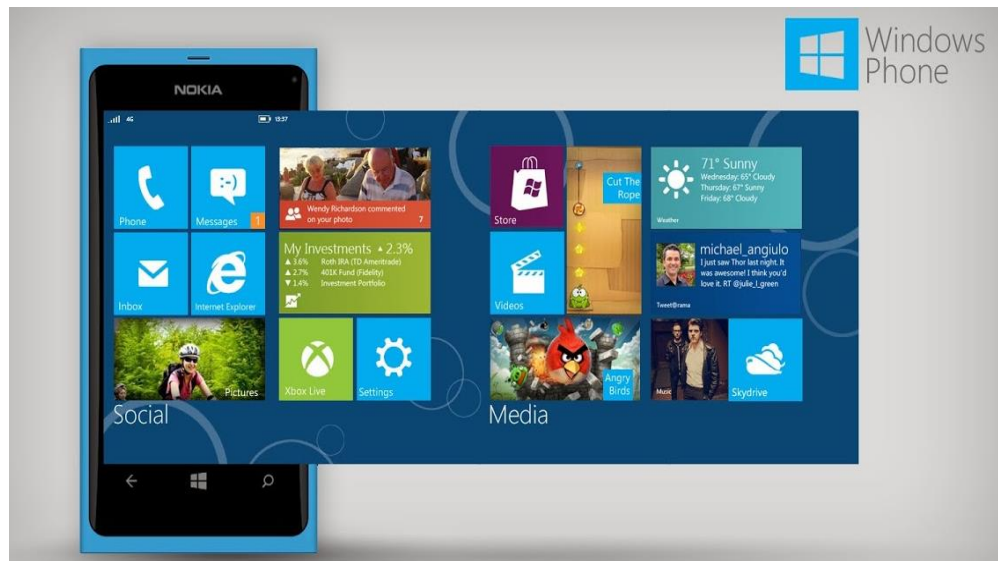 Windows
Phone
NOKIA
4G
13:37
Phone
Messages
1
Wendy Richardson commented
on your photo
7
Inbox
Internet Explorer
My Investments ▲ 2.3%
▲ 3.6% Roth IRA (TD Ameritrade)
▲ 2.7% 401K Fund (Fidelity)
▼ 1.4% Investment Portfolio
Pictures
Xbox Live
Settings
Social
Store
Cut The
Rope
71° Sunny
Wednesday: 65° Cloudy
Thursday: 67° Sunny
Friday: 68° Cloudy
Weather
Videos
michael_angiulo
I just saw Thor last night. It
was awesome! I think you'd
love it. RT @julie_l_green
Tweet@rama
Angry
Birds
Music
Skydrive
Media